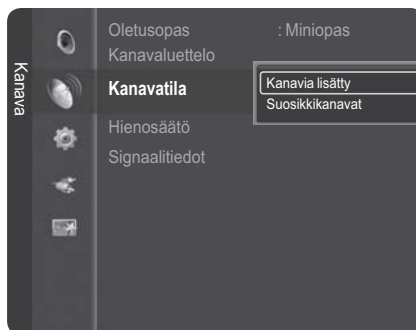 Kanava
Oletusopas : Miniopas
Kanavaluettelo
Kanavatila
Kanavia lisätty
Suosikkikanavat
Hienosäätö
Signaalitiedot